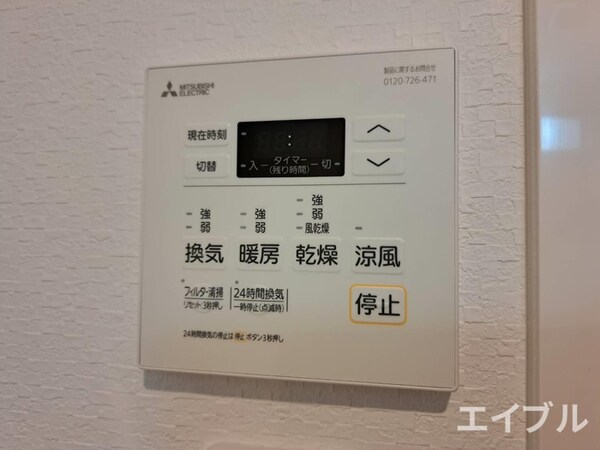 MITSUBISHI
ELECTRIC
製品に関するお問合せ
0120-726-471
現在時刻
切替
:
入 タイマー 切
(残り時間)
強
弱
強
弱
強
弱
風乾燥
換気
暖房
乾燥
涼風
フィルター清掃
リセット3秒押し
24時間換気
一時停止(点滅時)
停止
24時間換気の停止は 停止 ボタン3秒押し
エイブル